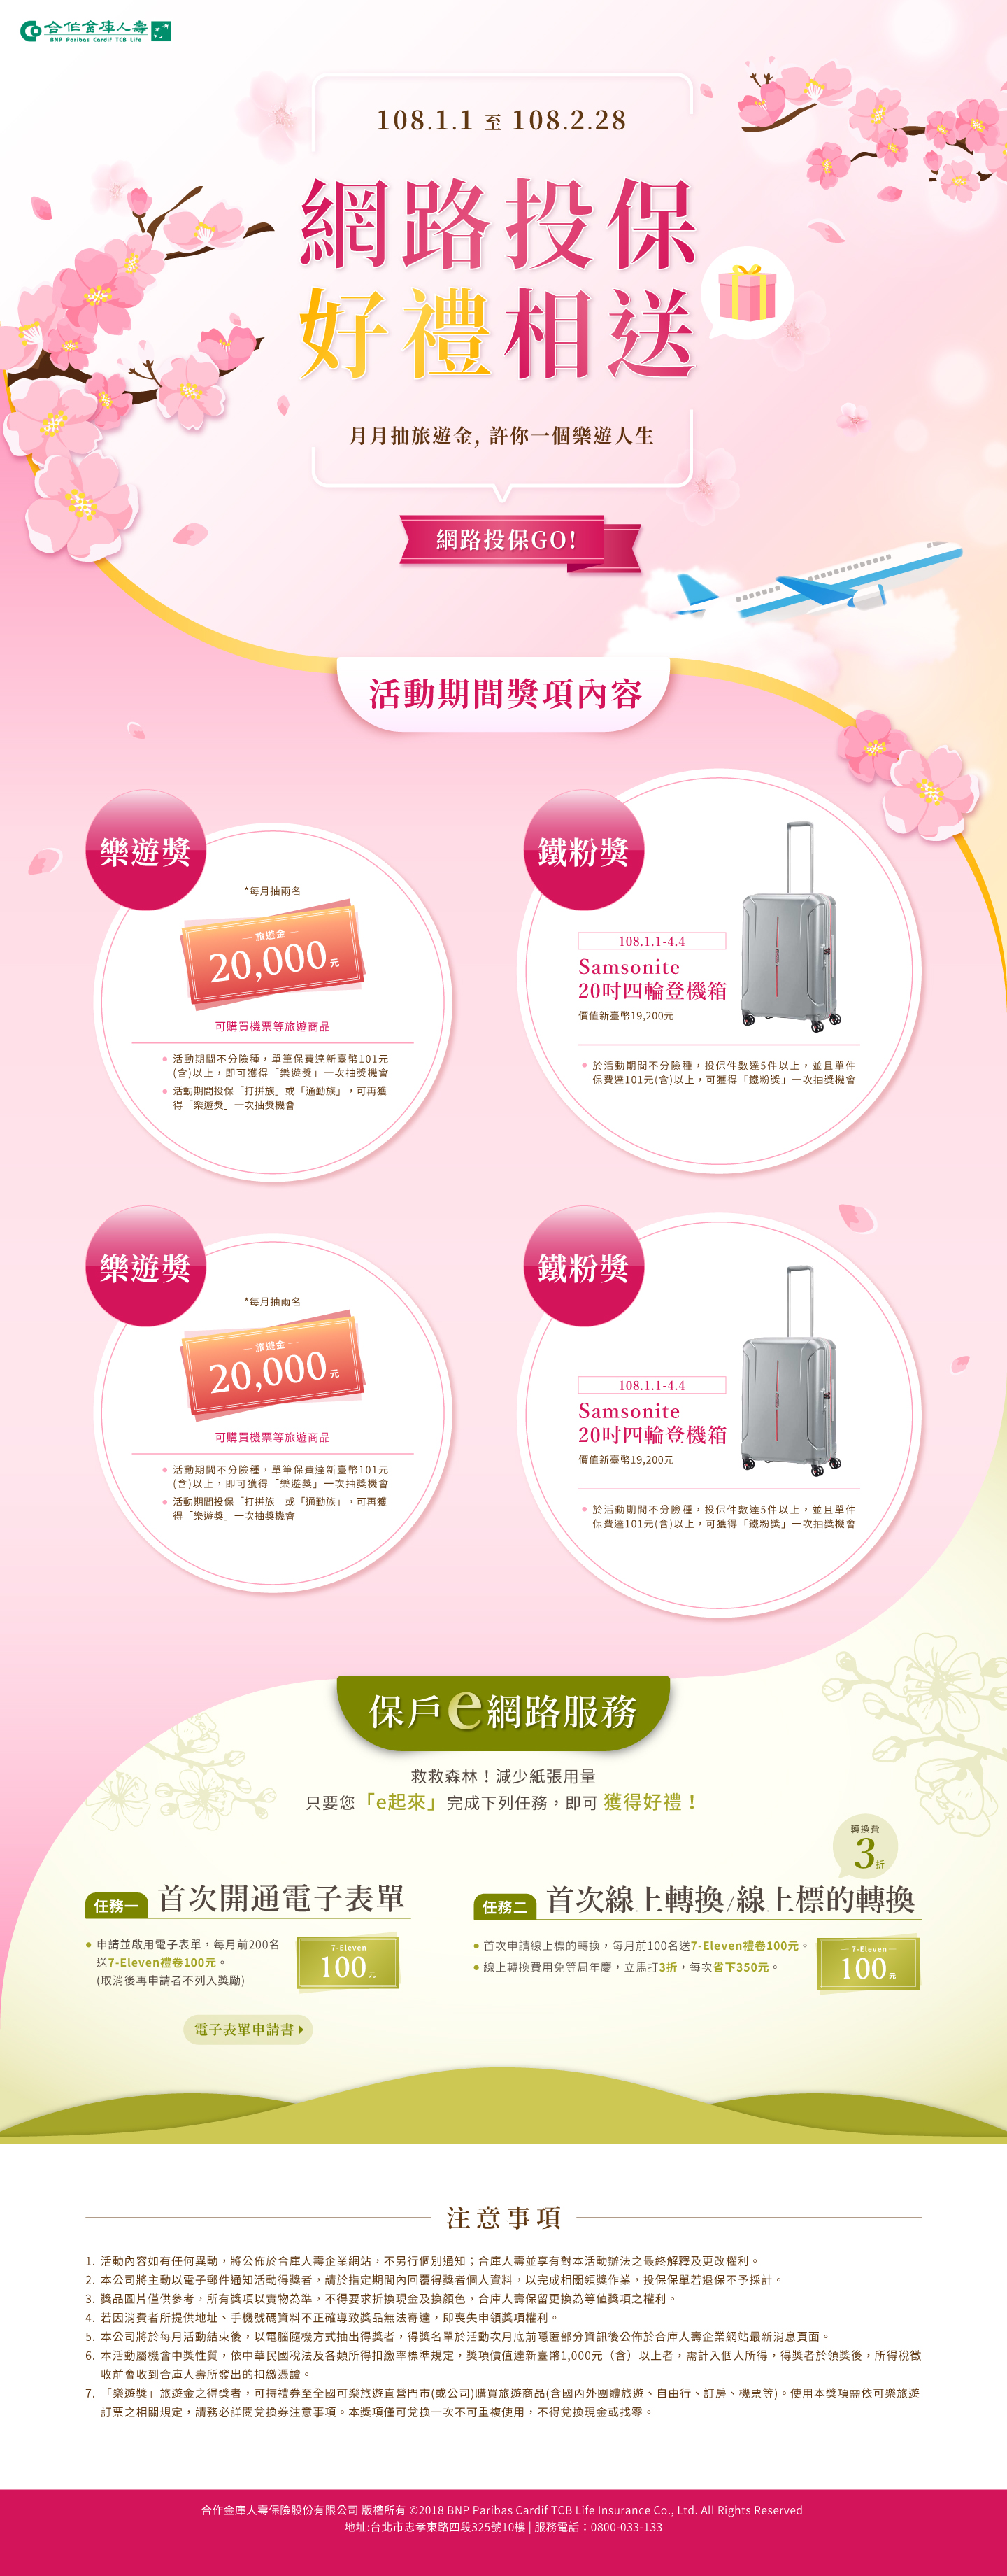 合作金庫人壽
BNP Paribas Cardif TCB Life
108.1.1 至 108.2.28
網路投保
好禮相送
月月抽旅遊金, 許你一個樂遊人生
網路投保GO!
活動期間獎項內容
樂遊獎
*每月抽兩名
旅遊金
20,000元
可購買機票等旅遊商品
活動期間不分險種，單筆保費達新臺幣101元
(含)以上，即可獲得「樂遊獎」一次抽獎機會
活動期間投保「打拼族」或「通勤族」，可再獲
得「樂遊獎」一次抽獎機會
鐵粉獎
108.1.1-4.4
Samsonite
20吋四輪登機箱
價值新臺幣19,200元
於活動期間不分險種，投保件數達5件以上，並且單件
保費達101元(含)以上，可獲得「鐵粉獎」一次抽獎機會
樂遊獎
*每月抽兩名
旅遊金
20,000元
可購買機票等旅遊商品
活動期間不分險種，單筆保費達新臺幣101元
(含)以上，即可獲得「樂遊獎」一次抽獎機會
活動期間投保「打拼族」或「通勤族」，可再獲
得「樂遊獎」一次抽獎機會
鐵粉獎
108.1.1-4.4
Samsonite
20吋四輪登機箱
價值新臺幣19,200元
於活動期間不分險種，投保件數達5件以上，並且單件
保費達101元(含)以上，可獲得「鐵粉獎」一次抽獎機會
保戶e網路服務
救救森林！減少紙張用量
只要您「e起來」完成下列任務，即可 獲得好禮！
任務一 首次開通電子表單
申請並啟用電子表單，每月前200名
送7-Eleven禮卷100元。
(取消後再申請者不列入獎勵)
7-Eleven
100元
電子表單申請書
轉換費
3折
任務二 首次線上轉換/線上標的轉換
首次申請線上標的轉換，每月前100名送7-Eleven禮卷100元。
線上轉換費用免等周年慶，立馬打3折，每次省下350元。
7-Eleven
100元
注意事項
1. 活動內容如有任何異動，將公佈於合庫人壽企業網站，不另行個別通知；合庫人壽並享有對本活動辦法之最終解釋及更改權利。
2. 本公司將主動以電子郵件通知活動得獎者，請於指定期間內回覆得獎者個人資料，以完成相關領獎作業，投保保單若退保不予採計。
3. 獎品圖片僅供參考，所有獎項以實物為準，不得要求折換現金及換顏色，合庫人壽保留更換為等值獎項之權利。
4. 若因消費者所提供地址、手機號碼資料不正確導致獎品無法寄達，即喪失申領獎項權利。
5. 本公司將於每月活動結束後，以電腦隨機方式抽出得獎者，得獎名單於活動次月底前隱匿部分資訊後公佈於合庫人壽企業網站最新消息頁面。
6. 本活動屬機會中獎性質，依中華民國稅法及各類所得扣繳率標準規定，獎項價值達新臺幣1,000元（含）以上者，需計入個人所得，得獎者於領獎後，所得稅徵
收前會收到合庫人壽所發出的扣繳憑證。
7. 「樂遊獎」旅遊金之得獎者，可持禮券至全國可樂旅遊直營門市(或公司)購買旅遊商品(含國內外團體旅遊、自由行、訂房、機票等)。使用本獎項需依可樂旅遊
訂票之相關規定，請務必詳閱兌換券注意事項。本獎項僅可兌換一次不可重複使用，不得兌換現金或找零。
合作金庫人壽保險股份有限公司 版權所有 ©2018 BNP Paribas Cardif TCB Life Insurance Co., Ltd. All Rights Reserved
地址:台北市忠孝東路四段325號10樓 | 服務電話：0800-033-133